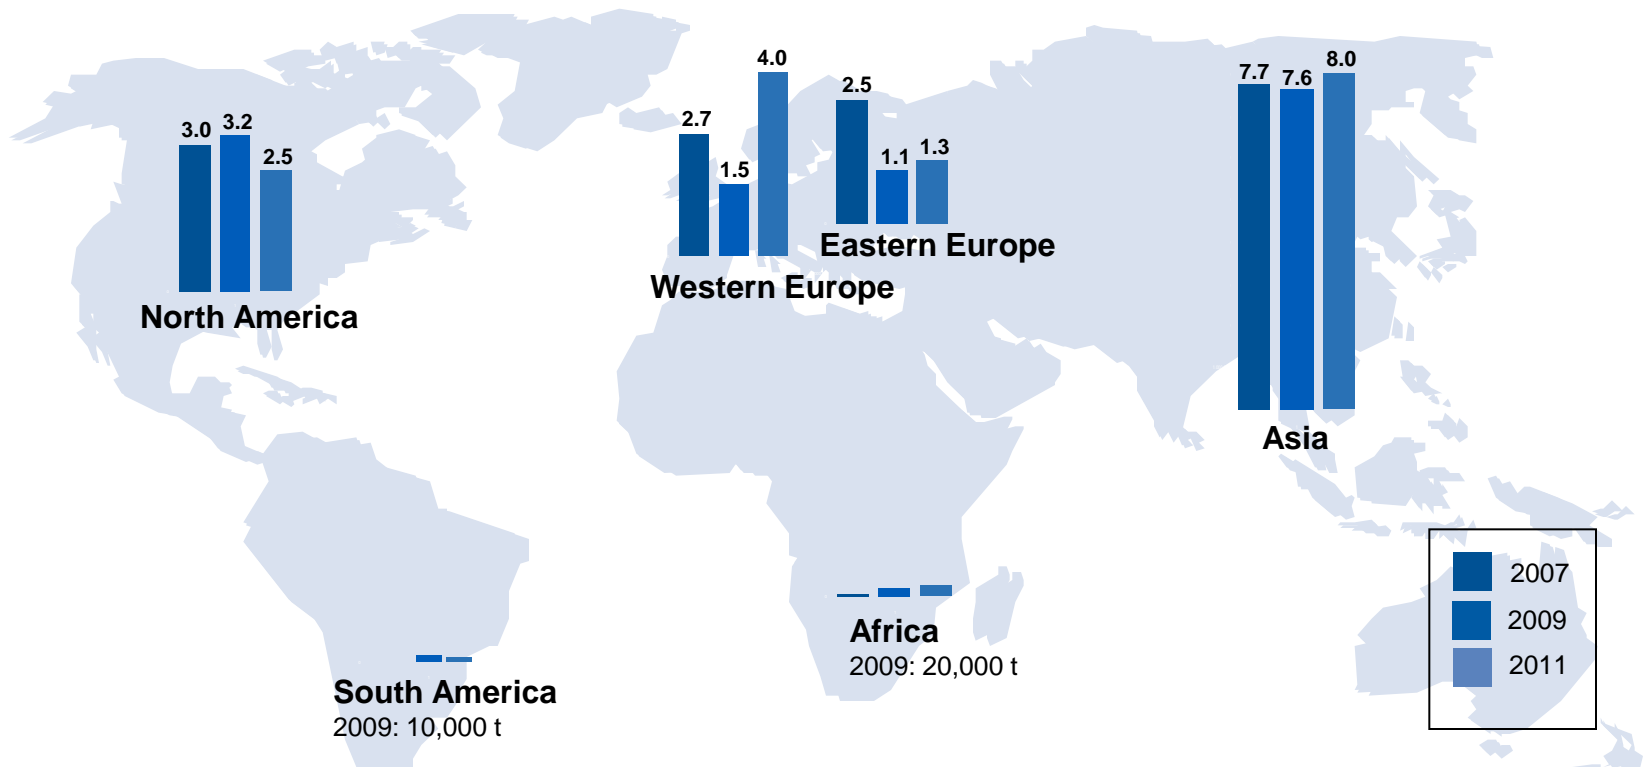 3.0
3.2
2.5
North America
2.7
1.5
4.0
Western Europe
2.5
1.1
1.3
Eastern Europe
7.7
7.6
8.0
Asia
Africa
2009: 20,000 t
South America
2009: 10,000 t
2007
2009
2011